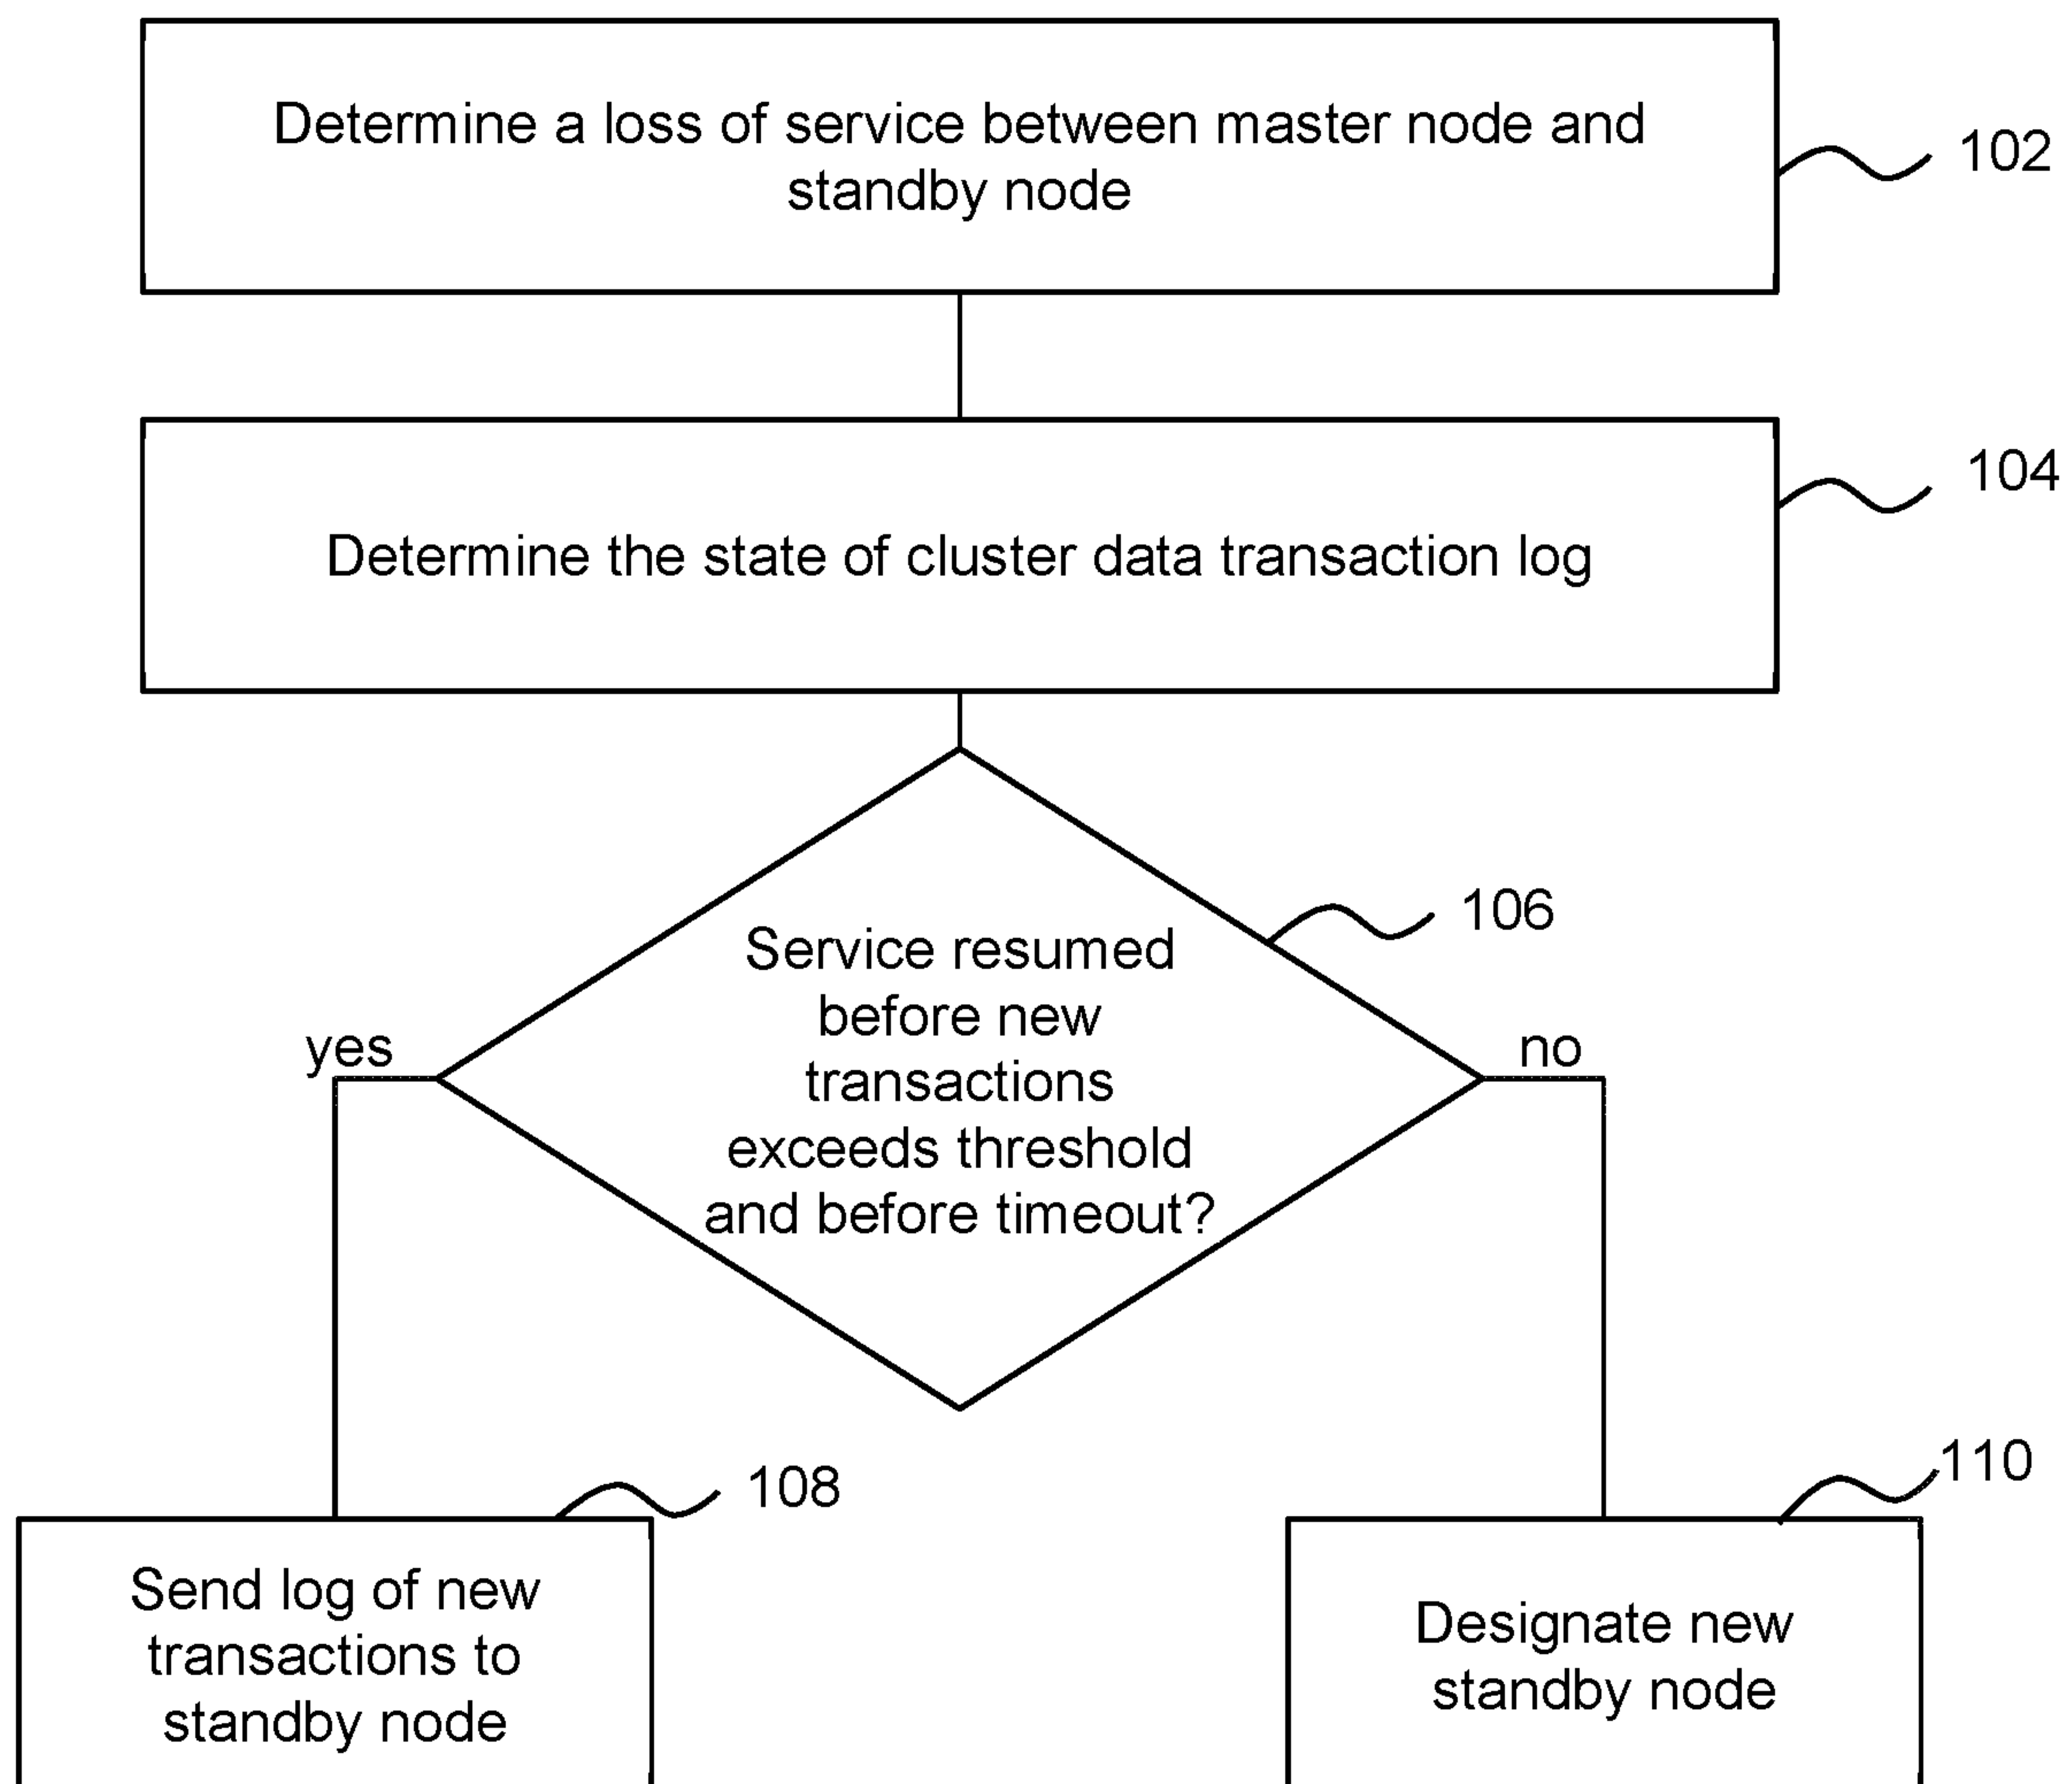 Determine a loss of service between master node and
standby node
102
Determine the state of cluster data transaction log
104
Service resumed
before new
transactions
exceeds threshold
and before timeout?
106
yes
no
Send log of new
transactions to
standby node
108
Designate new
standby node
110